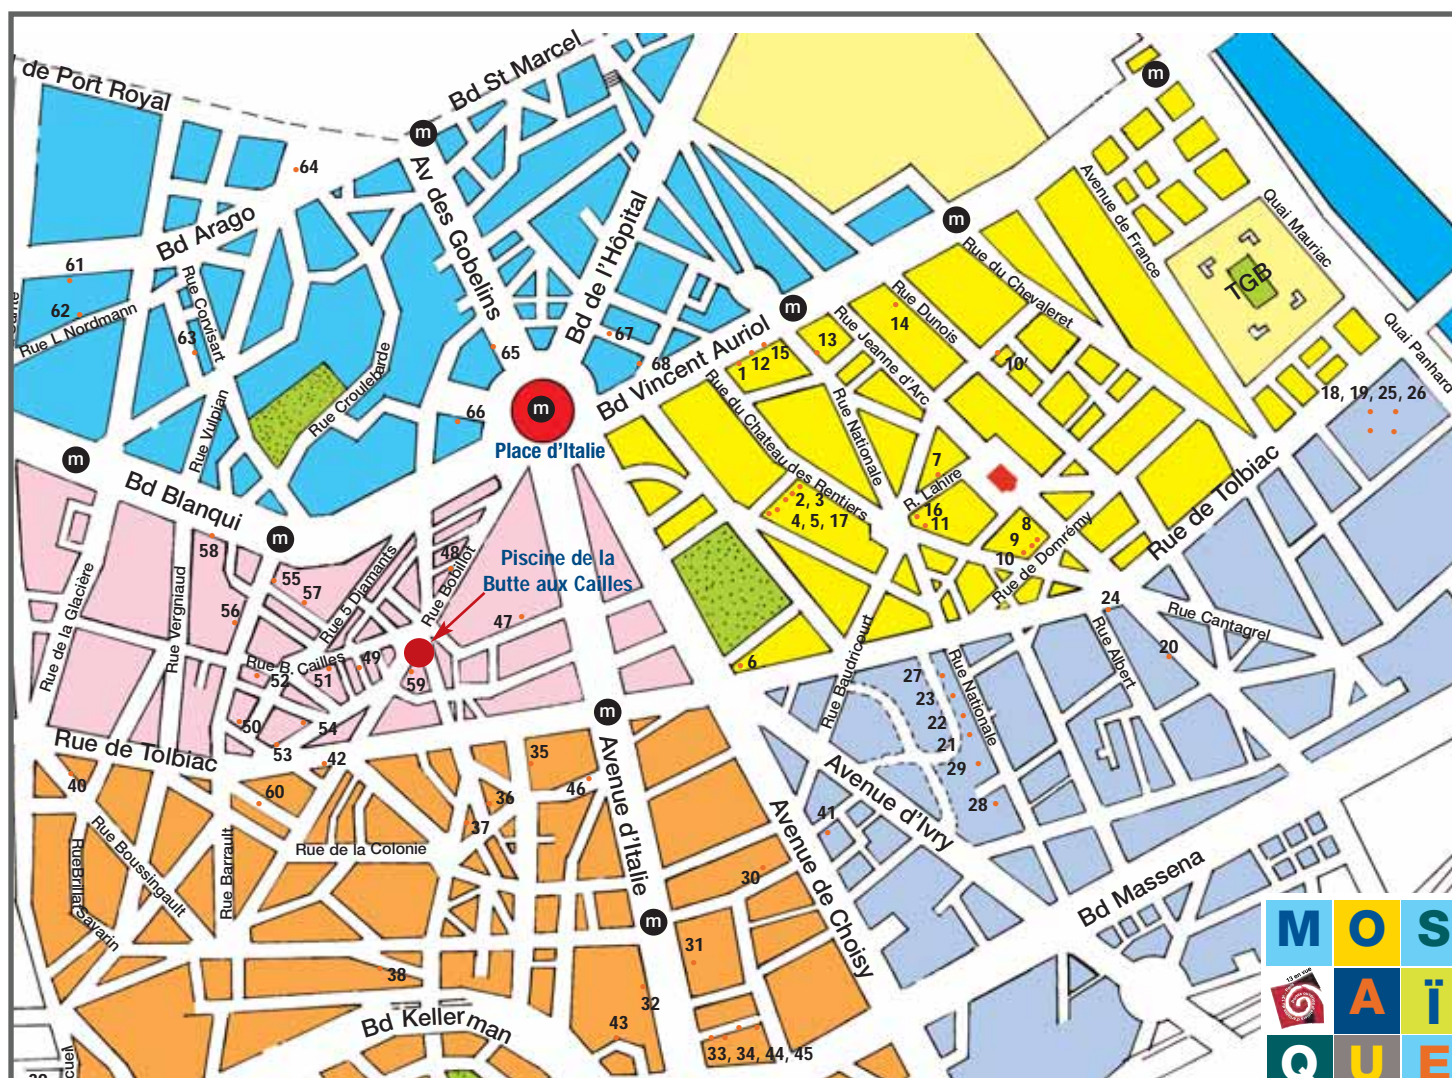 de Port Royal
Bd St Marcel
m
m
64
Av des Gobelins
Bd Arago
Bd de l'Hôpital
m
Avenue de France
Quai Mauriac
TGB
Rue du Chevaleret
61
62
Rue L Nordmann
Rue Corvisart
63
65
67
68
m
Bd Vincent Auriol
Rue Dunois
14
Rue Jeanne d'Arc
13
15
12
1
10'
Quai Panhard
18, 19, 25, 26
Rue Croulebarde
Rue Vulpian
66
m
Place d'Italie
Rue du Chateau des Rentiers
Rue Nationale
7
R. Lahire
2, 3
4, 5, 17
16
11
8
9
10
Rue de Domrémy
Rue de Tolbiac
m
Bd Blanqui
58
m
55
57
56
Rue 5 Diamants
48
Rue Bobillot
Piscine de la
Butte aux Cailles
47
Rue de la Glacière
Rue Vergniaud
Rue B. Cailles
52
51
49
59
6
Rue Baudricourt
24
Rue Cantagrel
20
Rue Albert
27
23
22
21
Rue Nationale
29
28
50
54
53
42
Rue de Tolbiac
40
60
35
46
36
37
m
Avenue d'Italie
Avenue de Choisy
Avenue d'Ivry
41
Rue Boussingault
Rue Brillat Savarin
Rue Barrault
Rue de la Colonie
30
m
31
32
43
33, 34, 44, 45
38
Bd Kellerman
Bd Massena
M O S
13 en vue
A Ï
Q U E